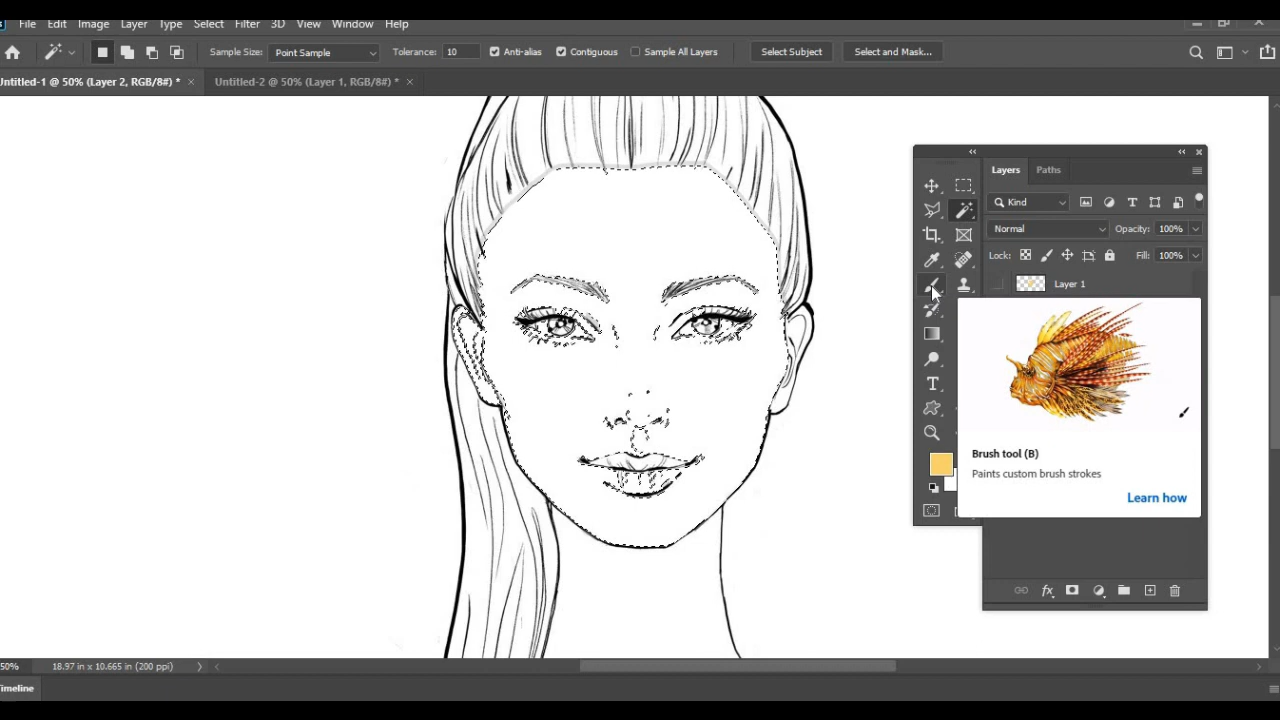 File Edit Image Layer Type Select Filter 3D View Window Help
Sample Size: Point Sample Tolerance: 10 Anti-alias Contiguous Sample All Layers Select Subject Select and Mask...
Untitled-1 @ 50% (Layer 2, RGB/8#) * × Untitled-2 @ 50% (Layer 1, RGB/8#) * ×
Layers Paths
Kind
Normal Opacity: 100%
Lock: Fill: 100%
Layer 1
Brush tool (B)
Paints custom brush strokes
Learn how
50% 18.97 in x 10.665 in (200 ppi)
Timeline